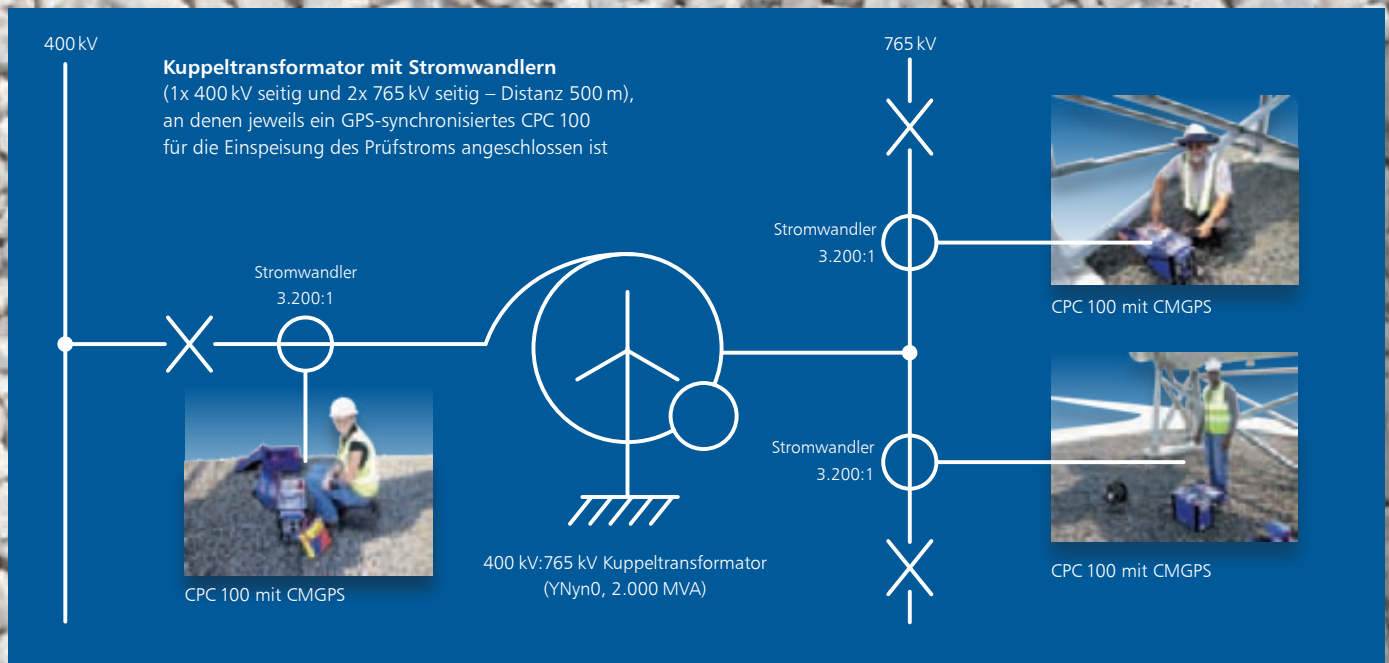 400 kV
765 kV
Kuppeltransformator mit Stromwandlern
(1x 400 kV seitig und 2x 765 kV seitig – Distanz 500 m),
an denen jeweils ein GPS-synchronisiertes CPC 100
für die Einspeisung des Prüfstroms angeschlossen ist
Stromwandler
3.200:1
CPC 100 mit CMGPS
Stromwandler
3.200:1
CPC 100 mit CMGPS
Stromwandler
3.200:1
CPC 100 mit CMGPS
400 kV:765 kV Kuppeltransformator
(YNyn0, 2.000 MVA)